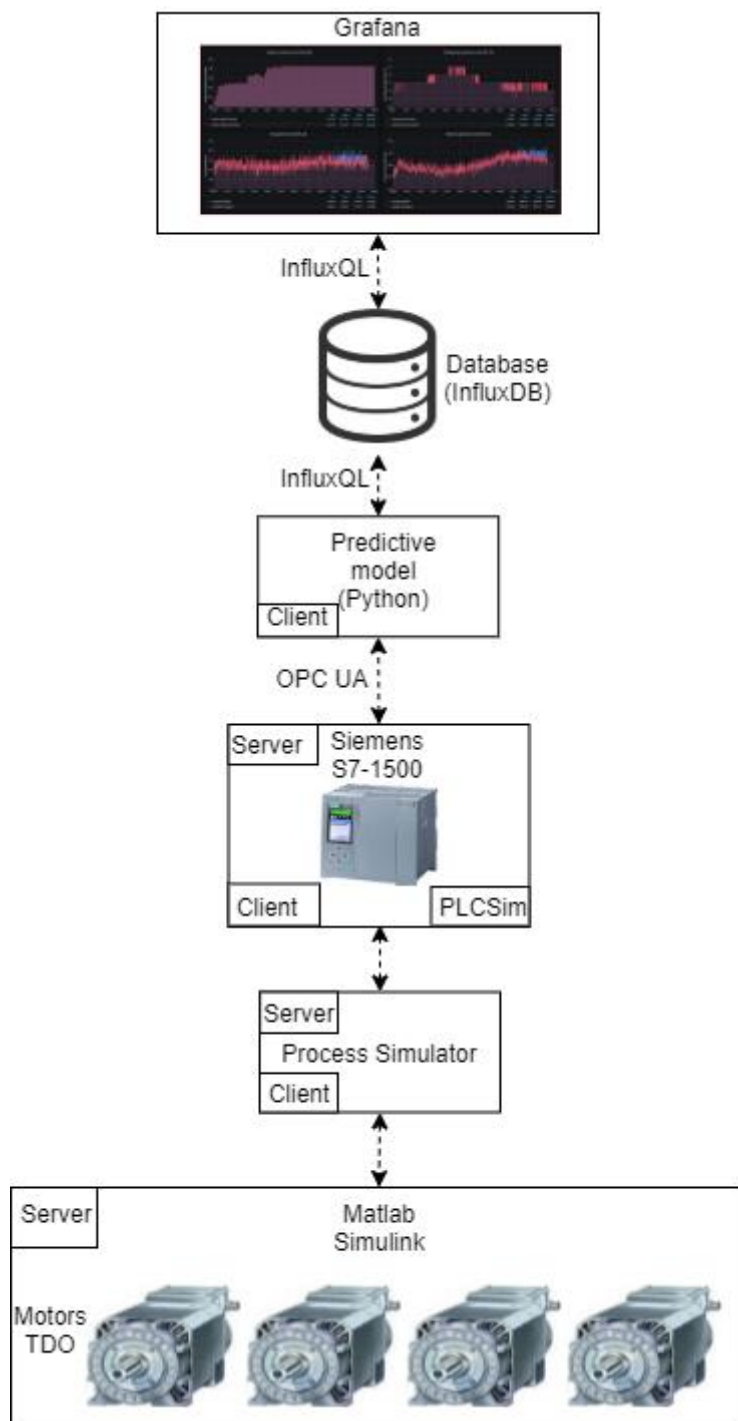 Grafana
InfluxQL
Database
(InfluxDB)
InfluxQL
Predictive
model
(Python)
Client
OPC UA
Server
Siemens
S7-1500
Client
PLCSim
Server
Process Simulator
Client
Server
Matlab
Simulink
Motors
TDO